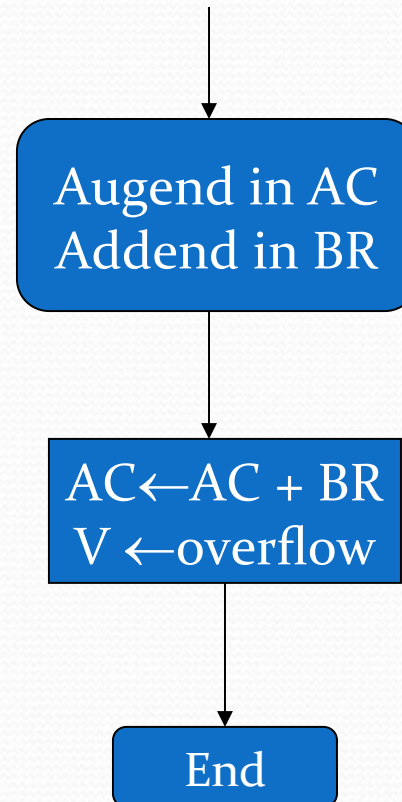 Augend in AC
Addend in BR
AC←AC + BR
V ←overflow
End